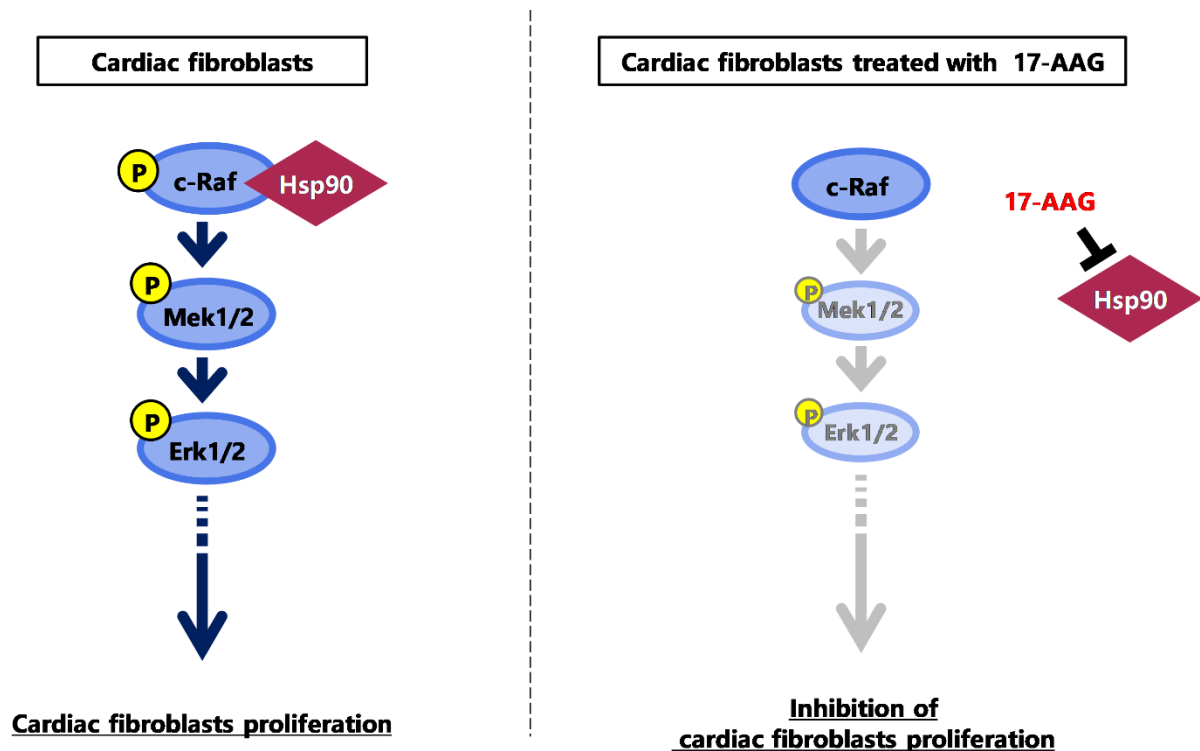 Cardiac fibroblasts
P
c-Raf
Hsp90
P
Mek1/2
P
Erk1/2
Cardiac fibroblasts proliferation
Cardiac fibroblasts treated with 17-AAG
c-Raf
17-AAG
Hsp90
P
Mek1/2
P
Erk1/2
Inhibition of
cardiac fibroblasts proliferation